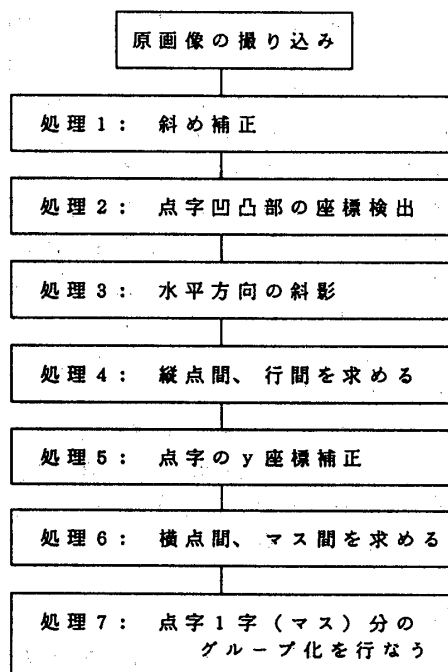 原画像の撮り込み
処理1： 斜め補正
処理2： 点字凹凸部の座標検出
処理3： 水平方向の斜影
処理4： 縦点間、行間を求める
処理5： 点字のy座標補正
処理6： 横点間、マス間を求める
処理7： 点字1字（マス）分の
グループ化を行なう